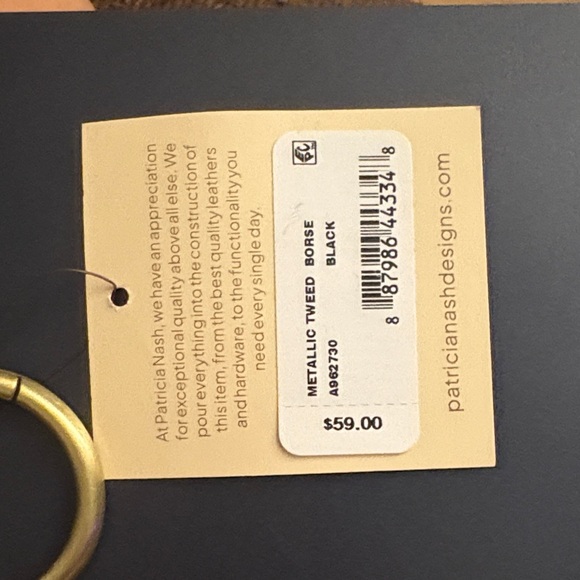 At Patricia Nash, we have an appreciation
for exceptional quality above all else. We
pour everything into the construction of
this item, from the best quality leathers
and hardware, to the functionality you
need every single day.
METALLIC TWEED BORSE
A962730 BLACK
8 87986 44334 8
$59.00
patricianashdesigns.com